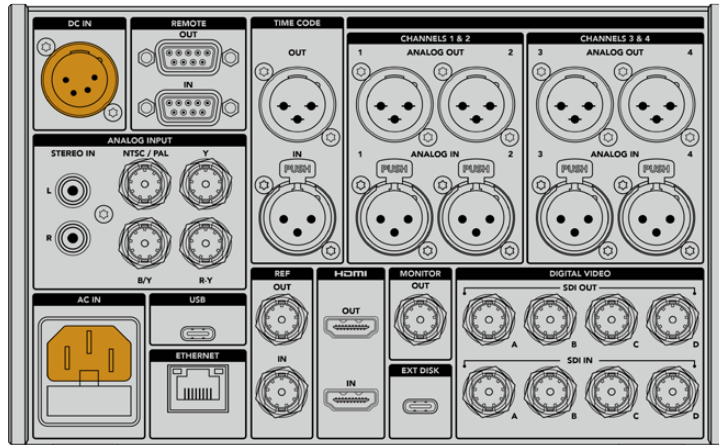 DC IN
REMOTE
OUT
IN
TIME CODE
OUT
IN
CHANNELS 1 & 2
1 ANALOG OUT 2
PUSH PUSH
1 ANALOG IN 2
CHANNELS 3 & 4
3 ANALOG OUT 4
3 ANALOG IN 4
PUSH PUSH
PUSH
ANALOG INPUT
STEREO IN NTSC / PAL Y
L
R
B/Y R-Y
AC IN
USB
ETHERNET
REF
OUT
IN
HDMI
OUT
IN
MONITOR
OUT
EXT DISK
DIGITAL VIDEO
SDI OUT
A B C D
SDI IN
A B C D